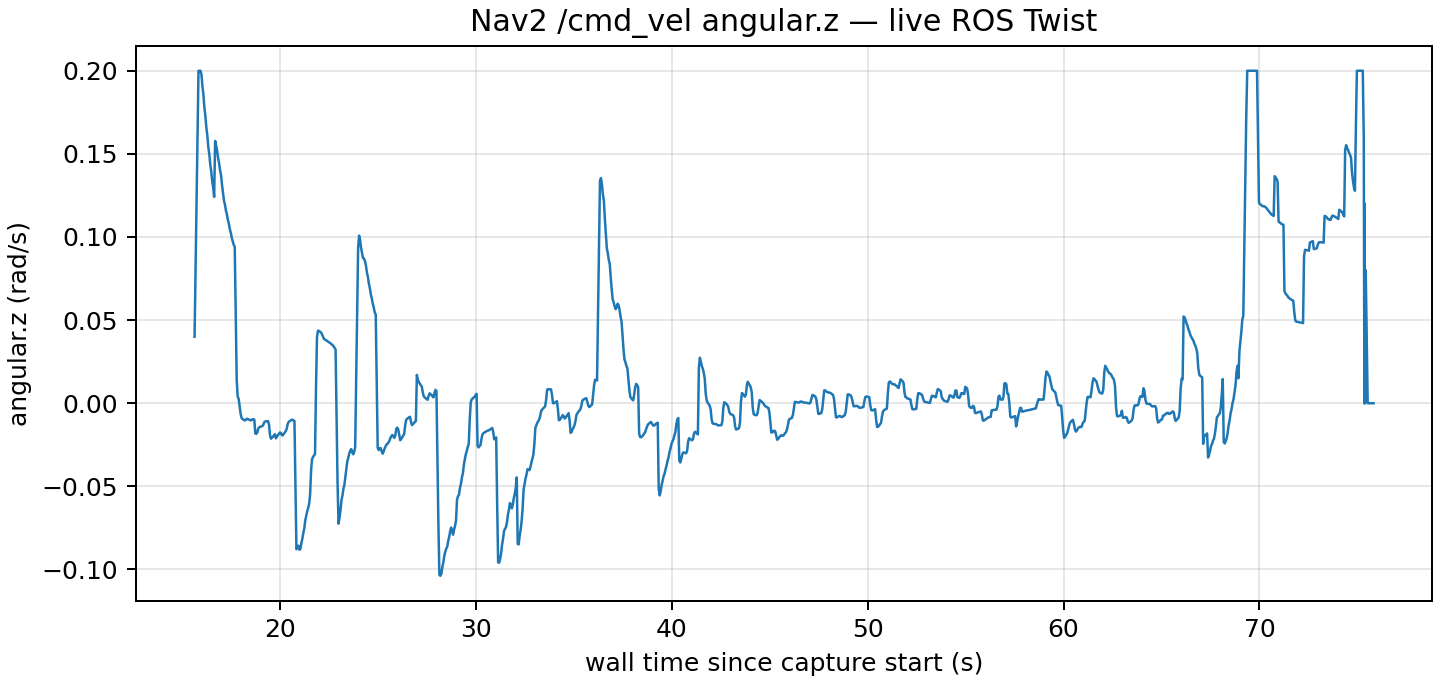 Nav2 /cmd_vel angular.z — live ROS Twist
angular.z (rad/s)
0.20
0.15
0.10
0.05
0.00
−0.05
−0.10
20 30 40 50 60 70
wall time since capture start (s)